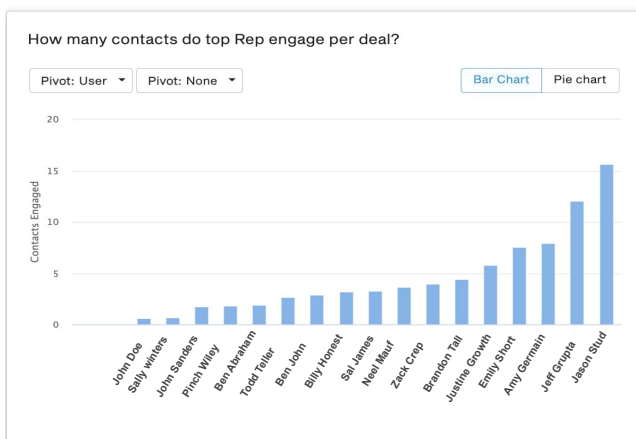 How many contacts do top Rep engage per deal?
Pivot: User
Pivot: None
Bar Chart
Pie chart
20
15
10
5
0
Contacts Engaged
John Doe
Sally winters
John Sanders
Pinch Wiley
Ben Abraham
Todd Teller
Ben John
Billy Honest
Sal James
Neel Mauf
Zack Crep
Brandon Tall
Justine Growth
Emily Short
Amy Germain
Jeff Grupta
Jason Stud